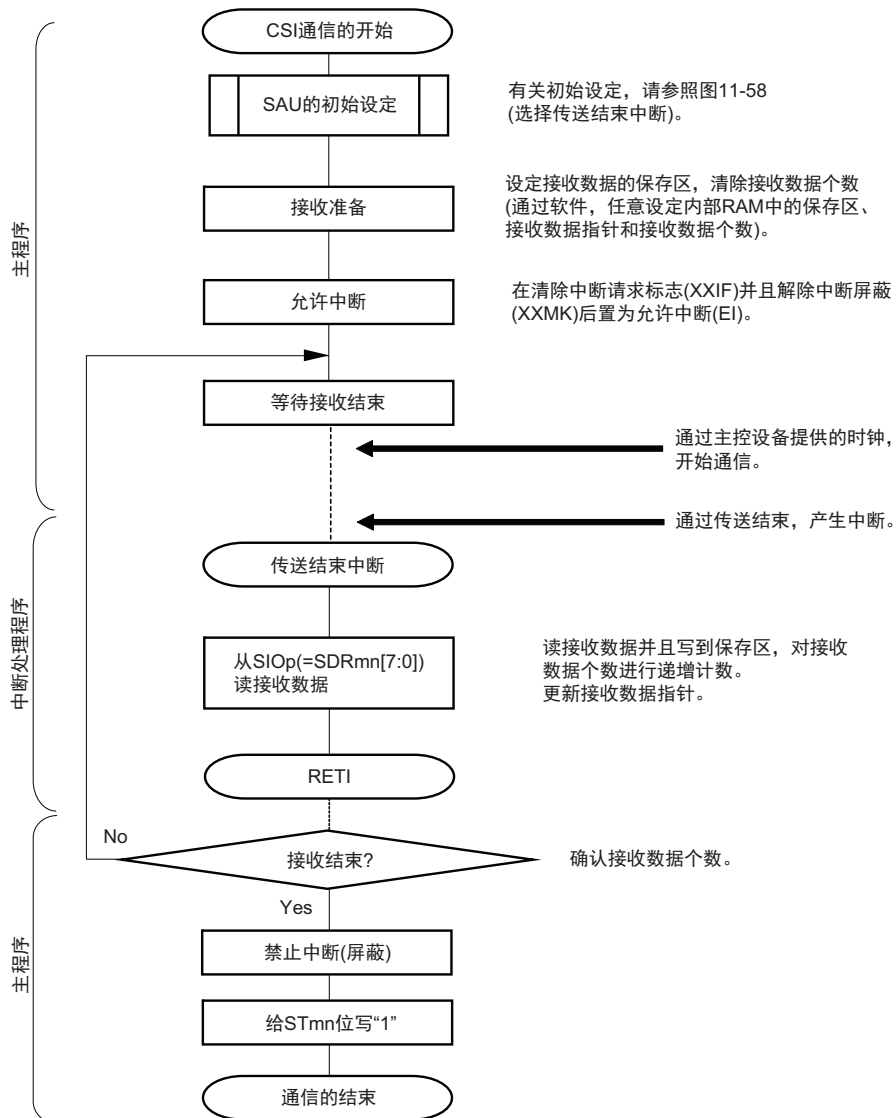 CSI通信的开始
SAU的初始设定
有关初始设定，请参照图11-58
(选择传送结束中断)。
接收准备
设定接收数据的保存区，清除接收数据个数
(通过软件，任意设定内部RAM中的保存区、
接收数据指针和接收数据个数)。
主程序
允许中断
在清除中断请求标志(XXIF)并且解除中断屏蔽
(XXMK)后置为允许中断(EI)。
等待接收结束
通过主控设备提供的时钟，
开始通信。
通过传送结束，产生中断。
传送结束中断
中断处理程序
从SIOp(=SDRmn[7:0])
读接收数据
读接收数据并且写到保存区，对接收
数据个数进行递增计数。
更新接收数据指针。
RETI
No
接收结束?
确认接收数据个数。
Yes
主程序
禁止中断(屏蔽)
给STmn位写“1”
通信的结束